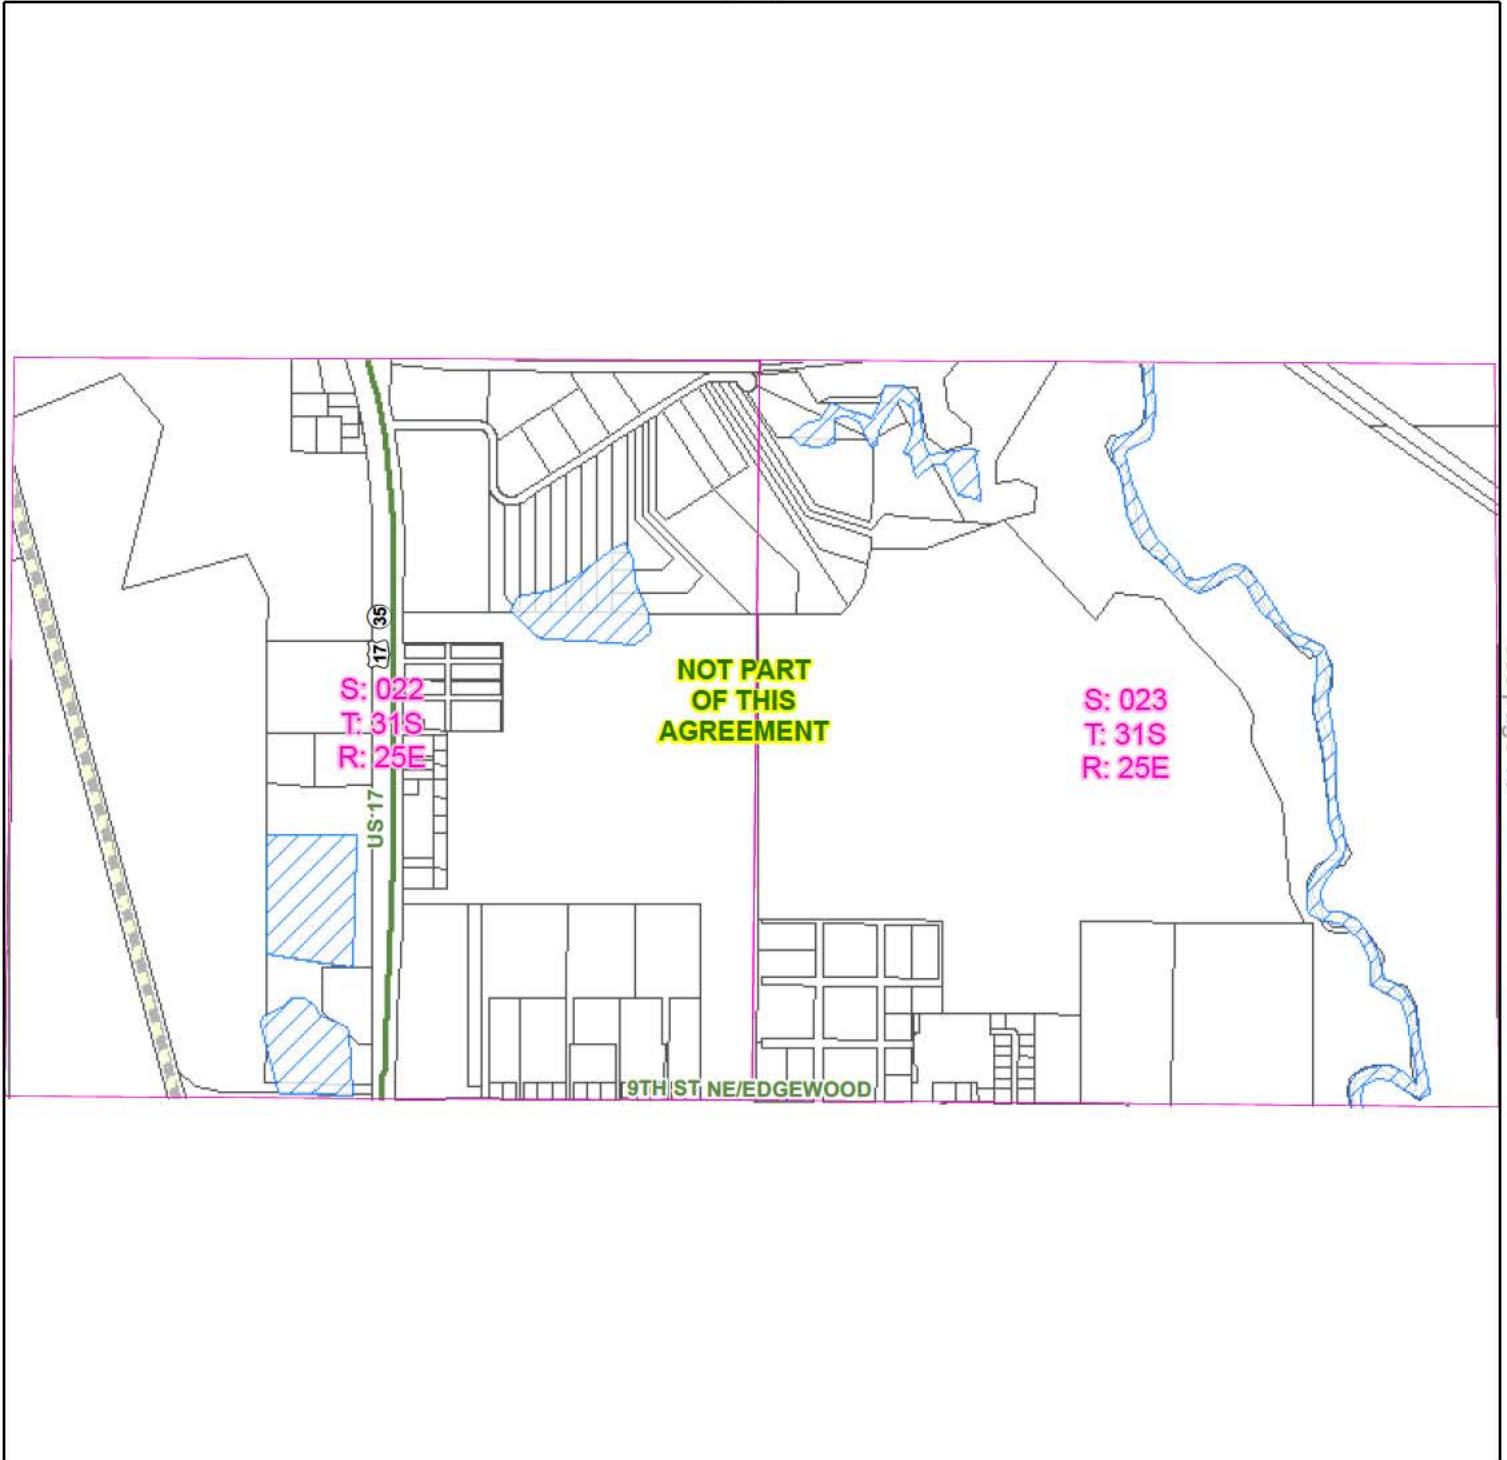 35
17
NOT PART
OF THIS
AGREEMENT
S: 022
T: 31S
R: 25E
S: 023
T: 31S
R: 25E
US 17
9TH ST NE/EDGEWOOD